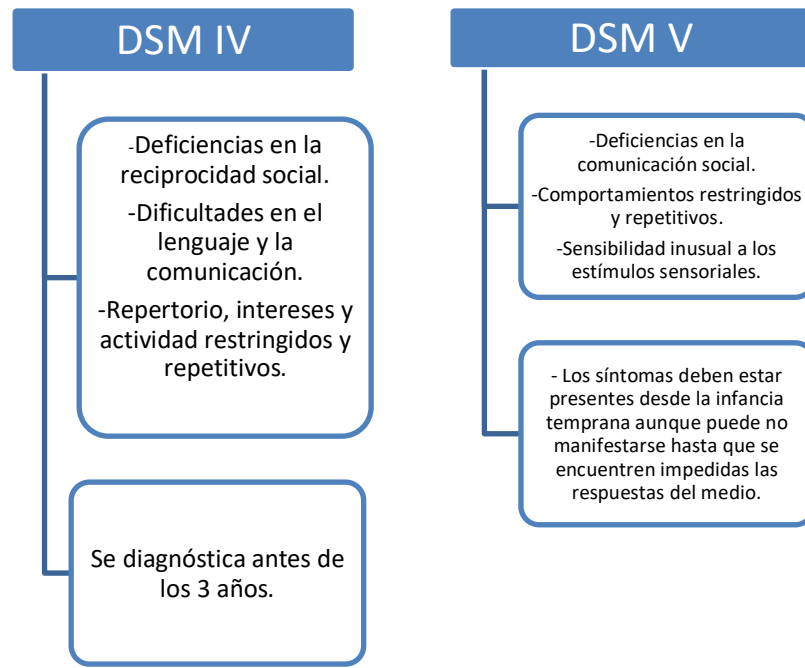 DSM IV
-Deficiencias en la
reciprocidad social.
-Dificultades en el
lenguaje y la
comunicación.
-Repertorio, intereses y
actividad restringidos y
repetitivos.
Se diagnóstica antes de
los 3 años.
DSM V
-Deficiencias en la
comunicación social.
-Comportamientos restringidos
y repetitivos.
-Sensibilidad inusual a los
estímulos sensoriales.
- Los síntomas deben estar
presentes desde la infancia
temprana aunque puede no
manifestarse hasta que se
encuentren impedidas las
respuestas del medio.